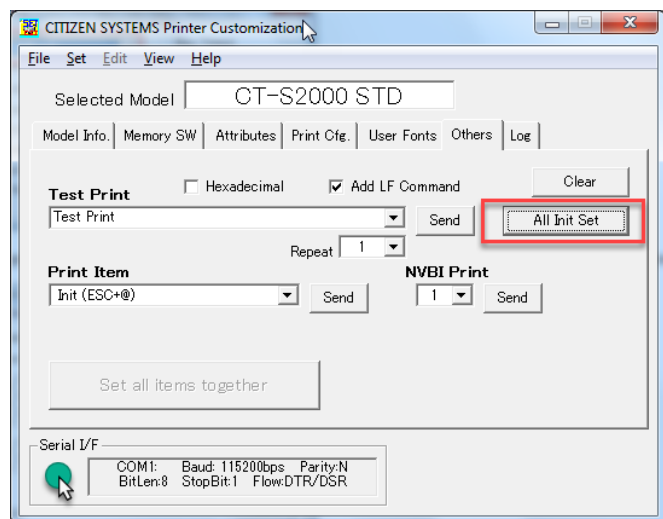 CITIZEN SYSTEMS Printer Customization
File Set Edit View Help
Selected Model CT-S2000 STD
Model Info. Memory SW Attributes Print Cfg. User Fonts Others Log
Test Print Hexadecimal Add LF Command Clear
Test Print Send All Init Set
Repeat 1
Print Item NVBI Print
Init (ESC+@) Send 1 Send
Set all items together
Serial I/F
COM1: Baud: 115200bps Parity:N
BitLen:8 StopBit:1 Flow:DTR/DSR